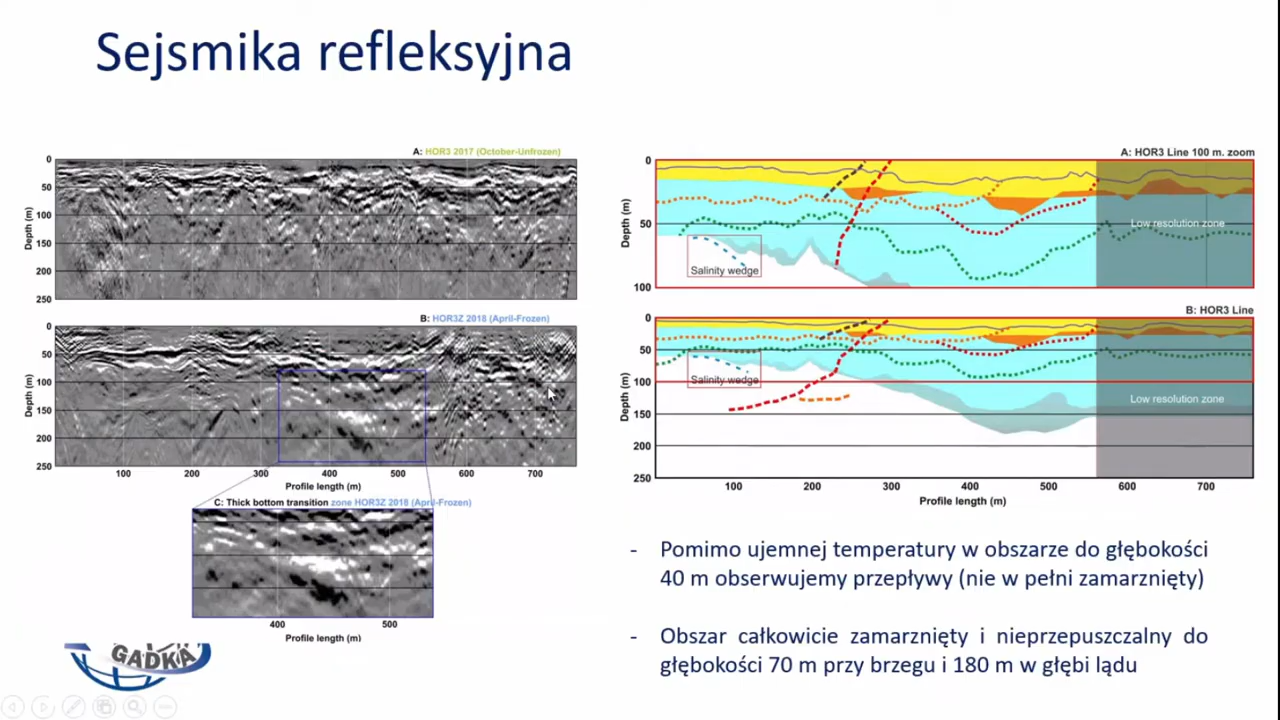 Sejsmika refleksyjna
A: HOR3 2017 (October-Unfrozen)
0
50
100
150
200
250
Depth (m)
B: HOR3Z 2018 (April-Frozen)
0
50
100
150
200
250
Depth (m)
100 200 300 400 500 600 700
Profile length (m)
C: Thick bottom transition zone HOR3Z 2018 (April-Frozen)
400 500
Profile length (m)
GADKA
A: HOR3 Line 100 m. zoom
0
50
100
Depth (m)
Low resolution zone
Salinity wedge
B: HOR3 Line
0
50
100
150
200
250
Depth (m)
Salinity wedge
Low resolution zone
100 200 300 400 500 600 700
Profile length (m)
- Pomimo ujemnej temperatury w obszarze do głębokości
40 m obserwujemy przepływy (nie w pełni zamarznięty)
- Obszar całkowicie zamarznięty i nieprzepuszczalny do
głębokości 70 m przy brzegu i 180 m w głębi lądu